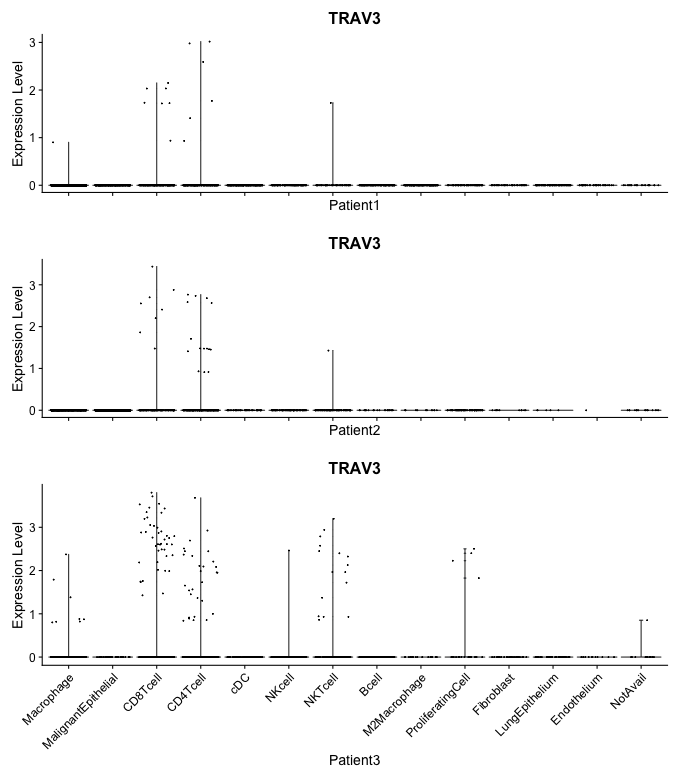 TRAV3
Expression Level
3
2
1
0
Patient1
TRAV3
Expression Level
3
2
1
0
Patient2
TRAV3
Expression Level
3
2
1
0
Macrophage
MalignantEpithelial
CD8Tcell
CD4Tcell
cDC
NKcell
NKTcell
Bcell
M2Macrophage
ProliferatingCell
Fibroblast
LungEpithelium
Endothelium
NotAvail
Patient3